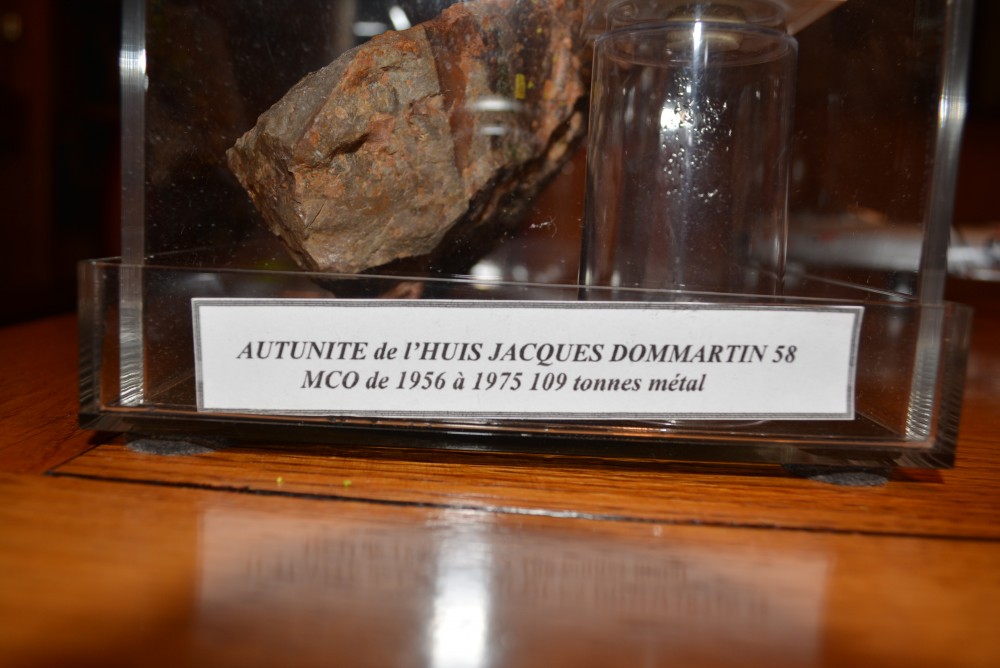 AUTUNITE de l’HUIS JACQUES DOMMARTIN 58
MCO de 1956 à 1975 109 tonnes métal